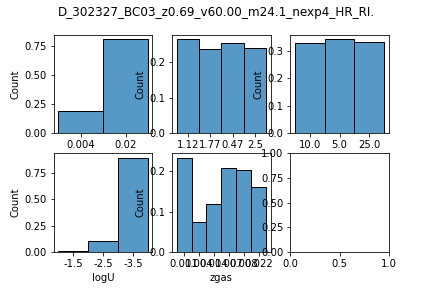 D_302327_BC03_z0.69_v60.00_m24.1_nexp4_HR_RI.
Count
0.75
0.50
0.25
0.00
0.004 0.02
Count
0.2
0.1
0.0
1.12 1.77 0.47 2.5
Count
0.3
0.2
0.1
0.0
10.0 5.0 25.0
Count
0.75
0.50
0.25
0.00
-1.5 -2.5 -3.5
logU
Count
0.2
0.1
0.0
zgas
1.00
0.75
0.50
0.25
0.00
0.0 0.5 1.0